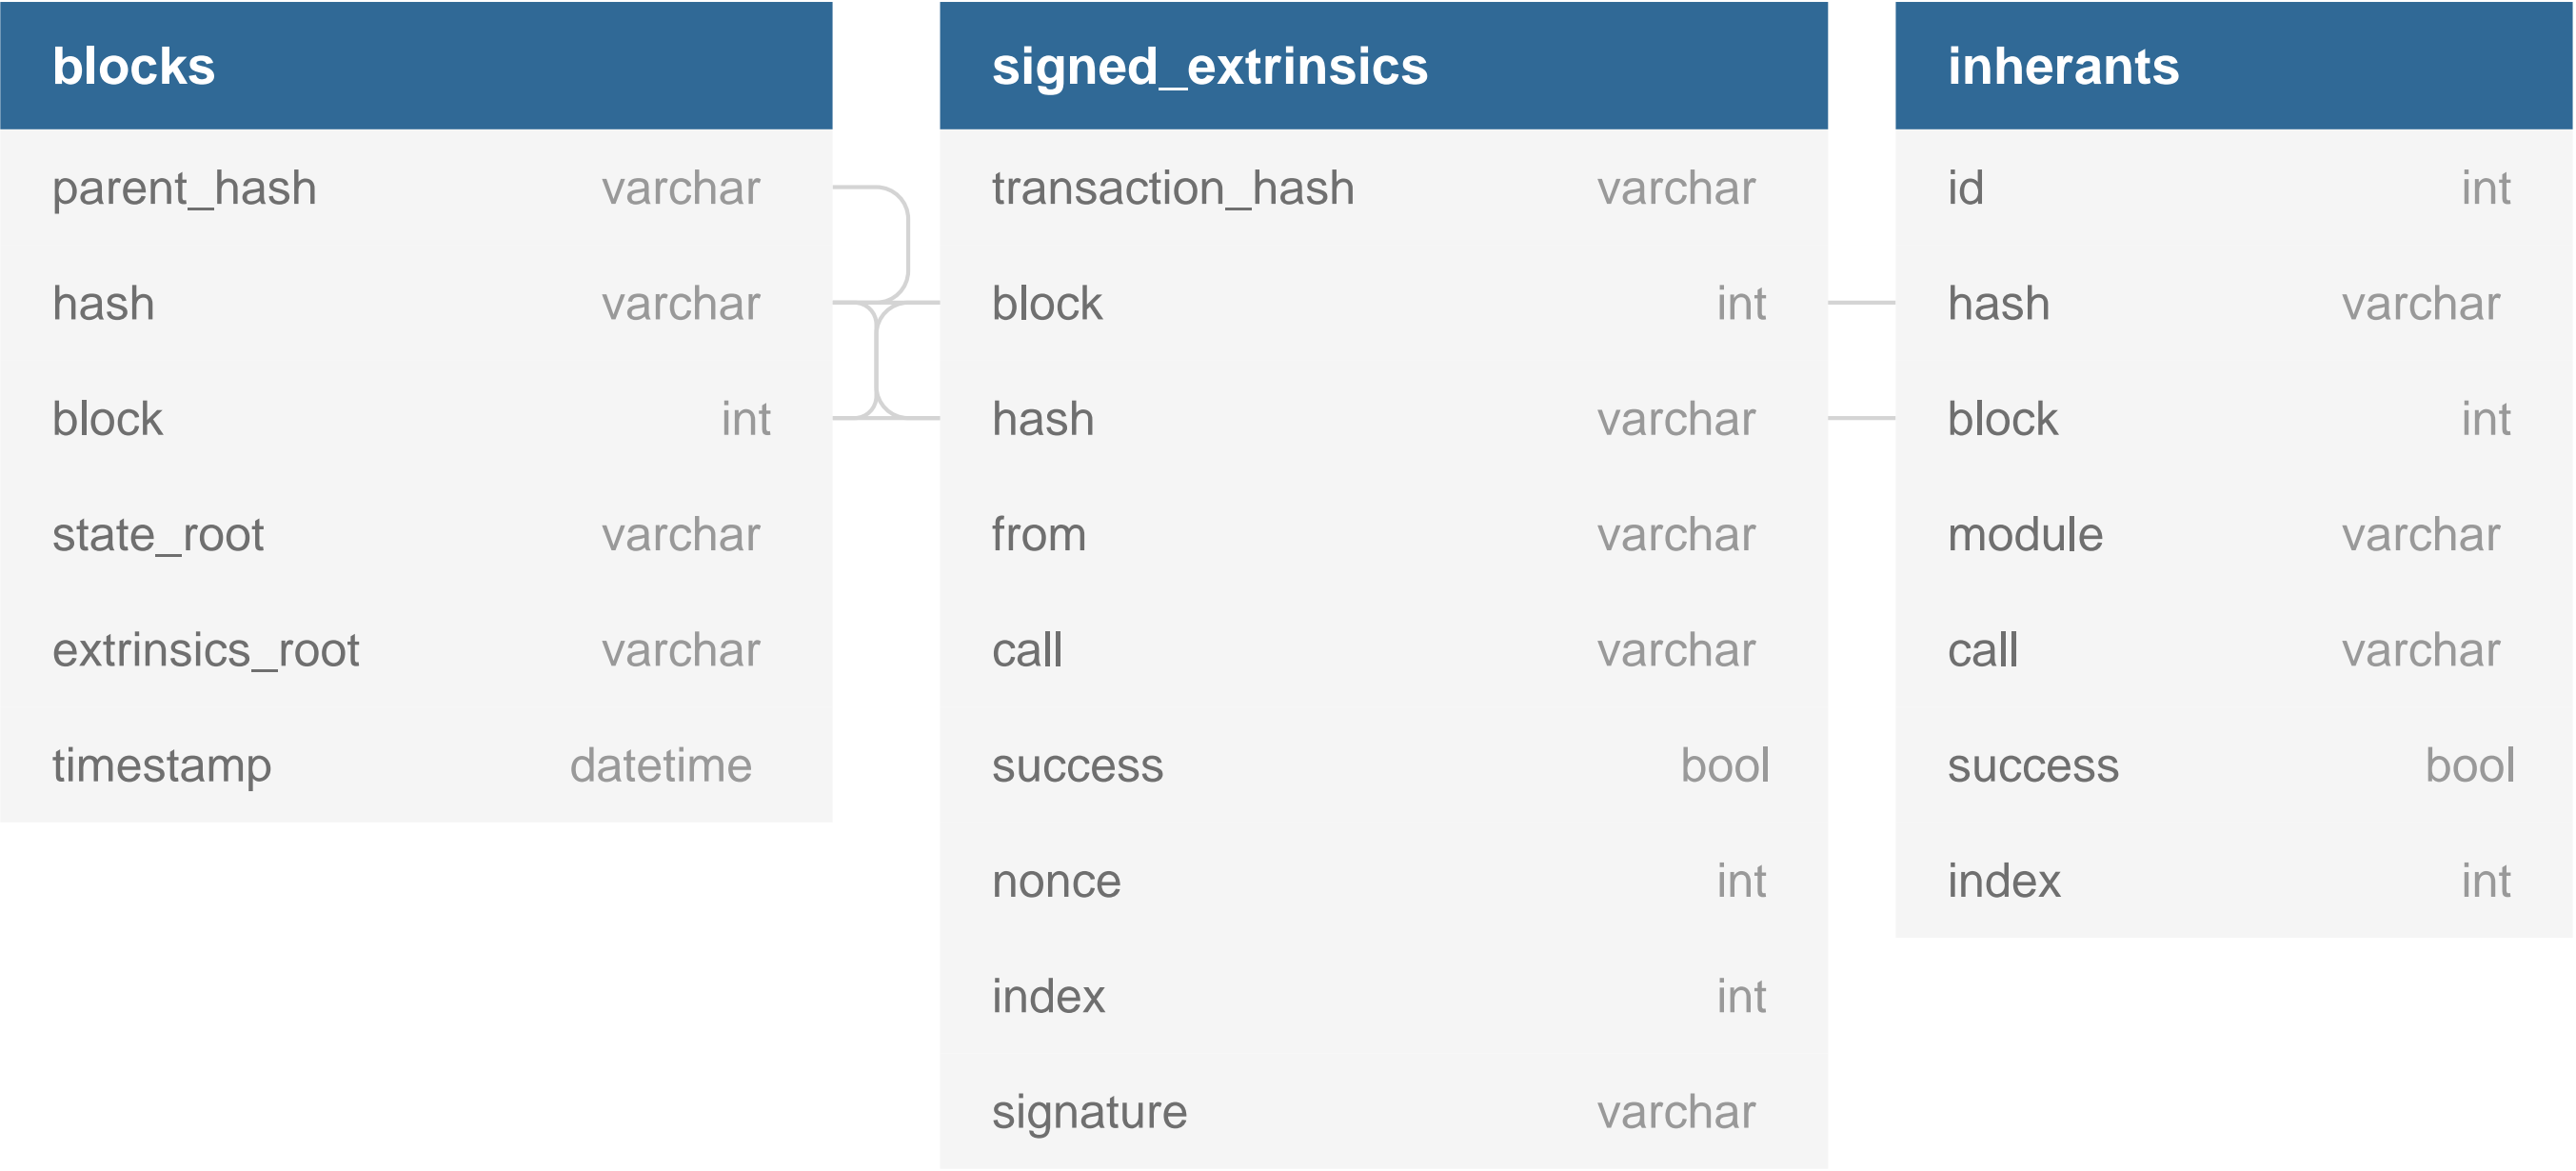 blocks
parent_hash varchar
hash varchar
block int
state_root varchar
extrinsics_root varchar
timestamp datetime
signed_extrinsics
transaction_hash varchar
block int
hash varchar
from varchar
call varchar
success bool
nonce int
index int
signature varchar
inherants
id int
hash varchar
block int
module varchar
call varchar
success bool
index int